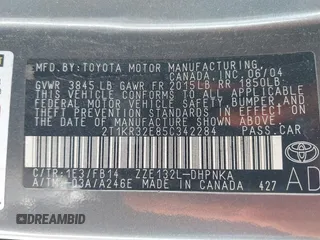 MFD.BY:TOYOTA MOTOR MANUFACTURING
CANADA,INC. 06/04
GVWR 3845 LB GAWR FR 2015LB RR 1850LB
THIS VEHICLE CONFORMS TO ALL APPLICABLE
FEDERAL MOTOR VEHICLE SAFETY, BUMPER,
AND THEFT PREVENTION STANDARDS IN EFFECT
ON THE DATE OF MANUFACTURE SHOWN ABOVE.
2T1KR32E85C342284 PASS.CAR
C/TR:1E3/FB14 ZZE132L-DHPNKA
A/TM:-03A/A246E MADE IN CANADA 427
TOYOTA
AD
DREAMBID